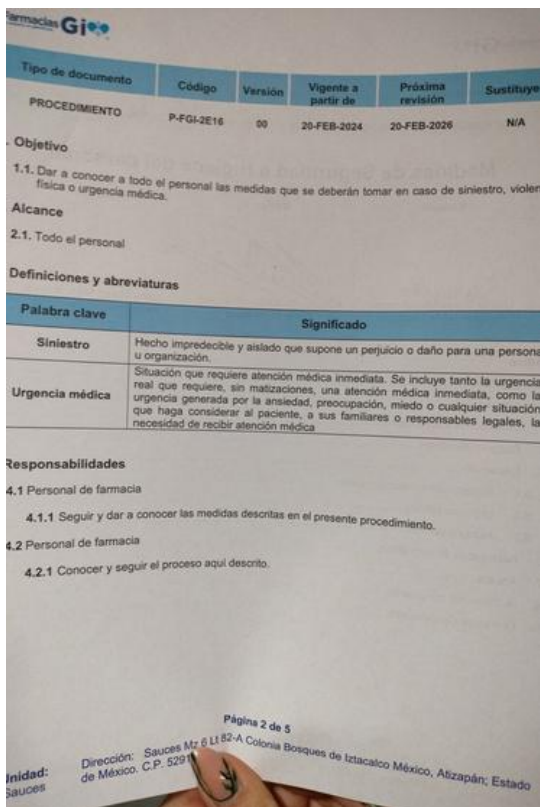 Farmacias Gi
Tipo de documento Código Versión Vigente a partir de Próxima revisión Sustituye
PROCEDIMIENTO P-FGI-2E16 00 20-FEB-2024 20-FEB-2026 N/A
. Objetivo
1.1. Dar a conocer a todo el personal las medidas que se deberán tomar en caso de siniestro, violen
física o urgencia médica.
Alcance
2.1. Todo el personal
Definiciones y abreviaturas
Palabra clave Significado
Siniestro Hecho impredecible y aislado que supone un perjuicio o daño para una persona
u organización.
Situación que requiere atención médica inmediata. Se incluye tanto la urgencia
real que requiere, sin matizaciones, una atención médica inmediata, como la
Urgencia médica urgencia generada por la ansiedad, preocupación, miedo o cualquier situación
que haga considerar al paciente, a sus familiares o responsables legales, la
necesidad de recibir atención médica
Responsabilidades
4.1 Personal de farmacia
4.1.1 Seguir y dar a conocer las medidas descritas en el presente procedimiento.
4.2 Personal de farmacia
4.2.1 Conocer y seguir el proceso aquí descrito.
Página 2 de 5
Unidad: Sauces
Dirección: Sauces Mz 6 Lt 82-A Colonia Bosques de Iztacalco México, Atizapán; Estado
de México. C.P. 5291